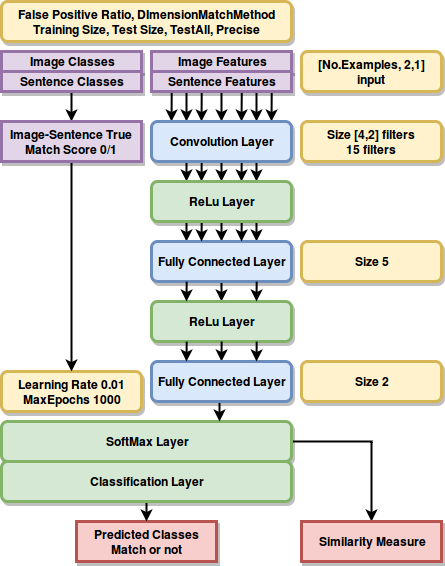 False Positive Ratio, DImensionMatchMethod
Training Size, Test Size, TestAll, Precise
Image Classes
Image Features
[No.Examples, 2,1]
input
Sentence Classes
Sentence Features
Image-Sentence True
Match Score 0/1
Convolution Layer
Size [4,2] filters
15 filters
ReLu Layer
Fully Connected Layer
Size 5
ReLu Layer
Learning Rate 0.01
MaxEpochs 1000
Fully Connected Layer
Size 2
SoftMax Layer
Classification Layer
Predicted Classes
Match or not
Similarity Measure